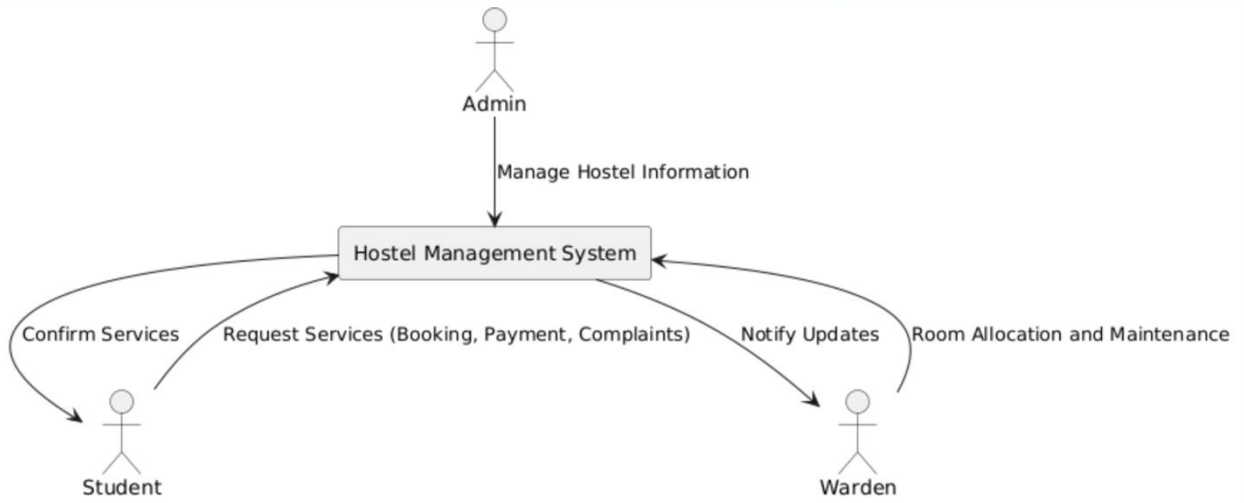 Admin
Manage Hostel Information
Hostel Management System
Confirm Services
Request Services (Booking, Payment, Complaints)
Notify Updates
Room Allocation and Maintenance
Student
Warden